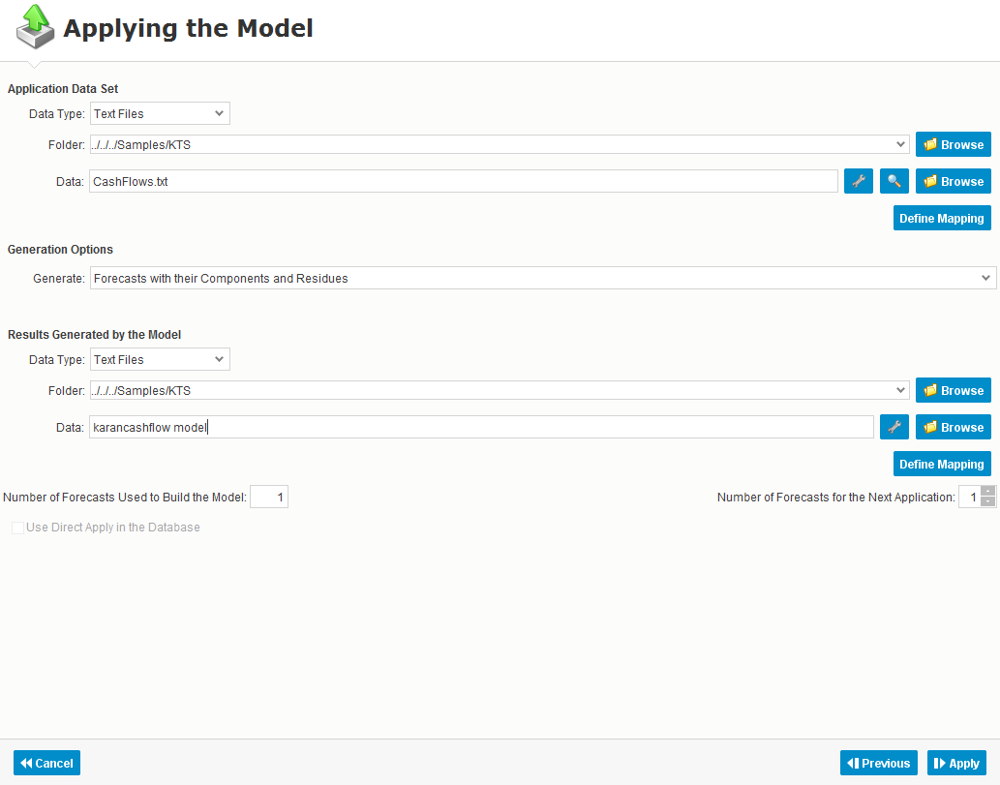 Applying the Model
Application Data Set
Data Type: Text Files
Folder: ../../../Samples/KTS Browse
Data: CashFlows.txt Browse
Define Mapping
Generation Options
Generate: Forecasts with their Components and Residues
Results Generated by the Model
Data Type: Text Files
Folder: ../../../Samples/KTS Browse
Data: karancashflow model Browse
Define Mapping
Number of Forecasts Used to Build the Model: 1 Number of Forecasts for the Next Application: 1
Use Direct Apply in the Database
Cancel Previous Apply